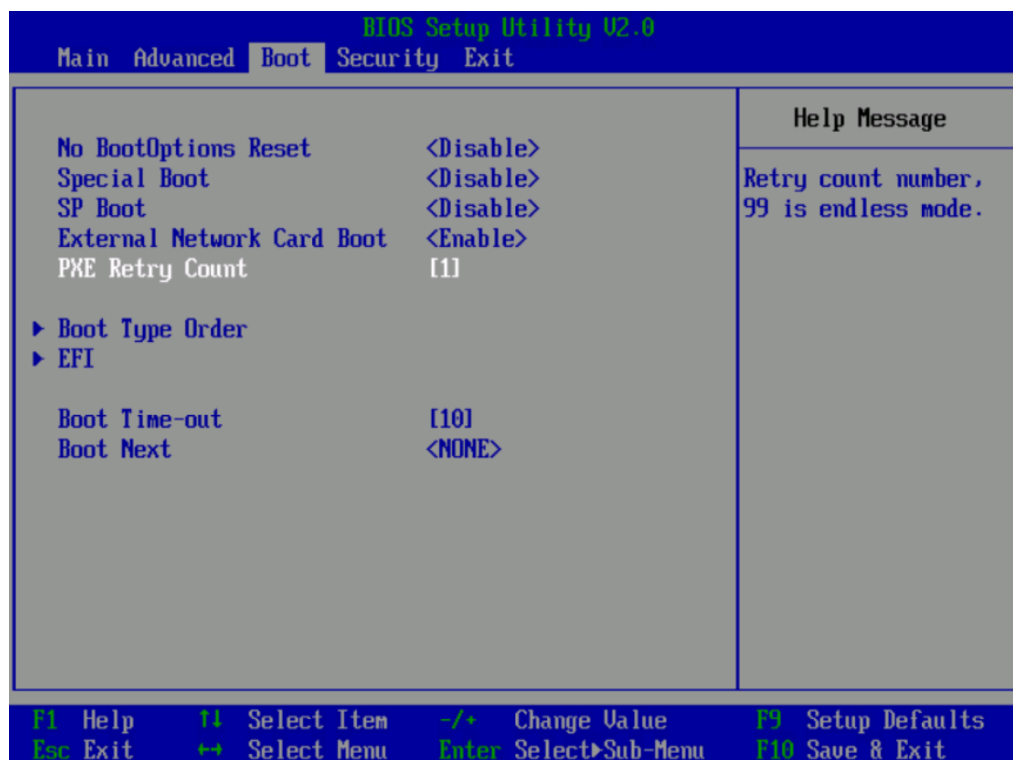 BIOS Setup Utility V2.0
Main Advanced Boot Security Exit
No BootOptions Reset <Disable>
Special Boot <Disable>
SP Boot <Disable>
External Network Card Boot <Enable>
PXE Retry Count [1]
▶ Boot Type Order
▶ EFI
Boot Time-out [10]
Boot Next <NONE>
Help Message
Retry count number,
99 is endless mode.
F1 Help ↑↓ Select Item -/+ Change Value F9 Setup Defaults
Esc Exit ↔ Select Menu Enter Select▶Sub-Menu F10 Save & Exit